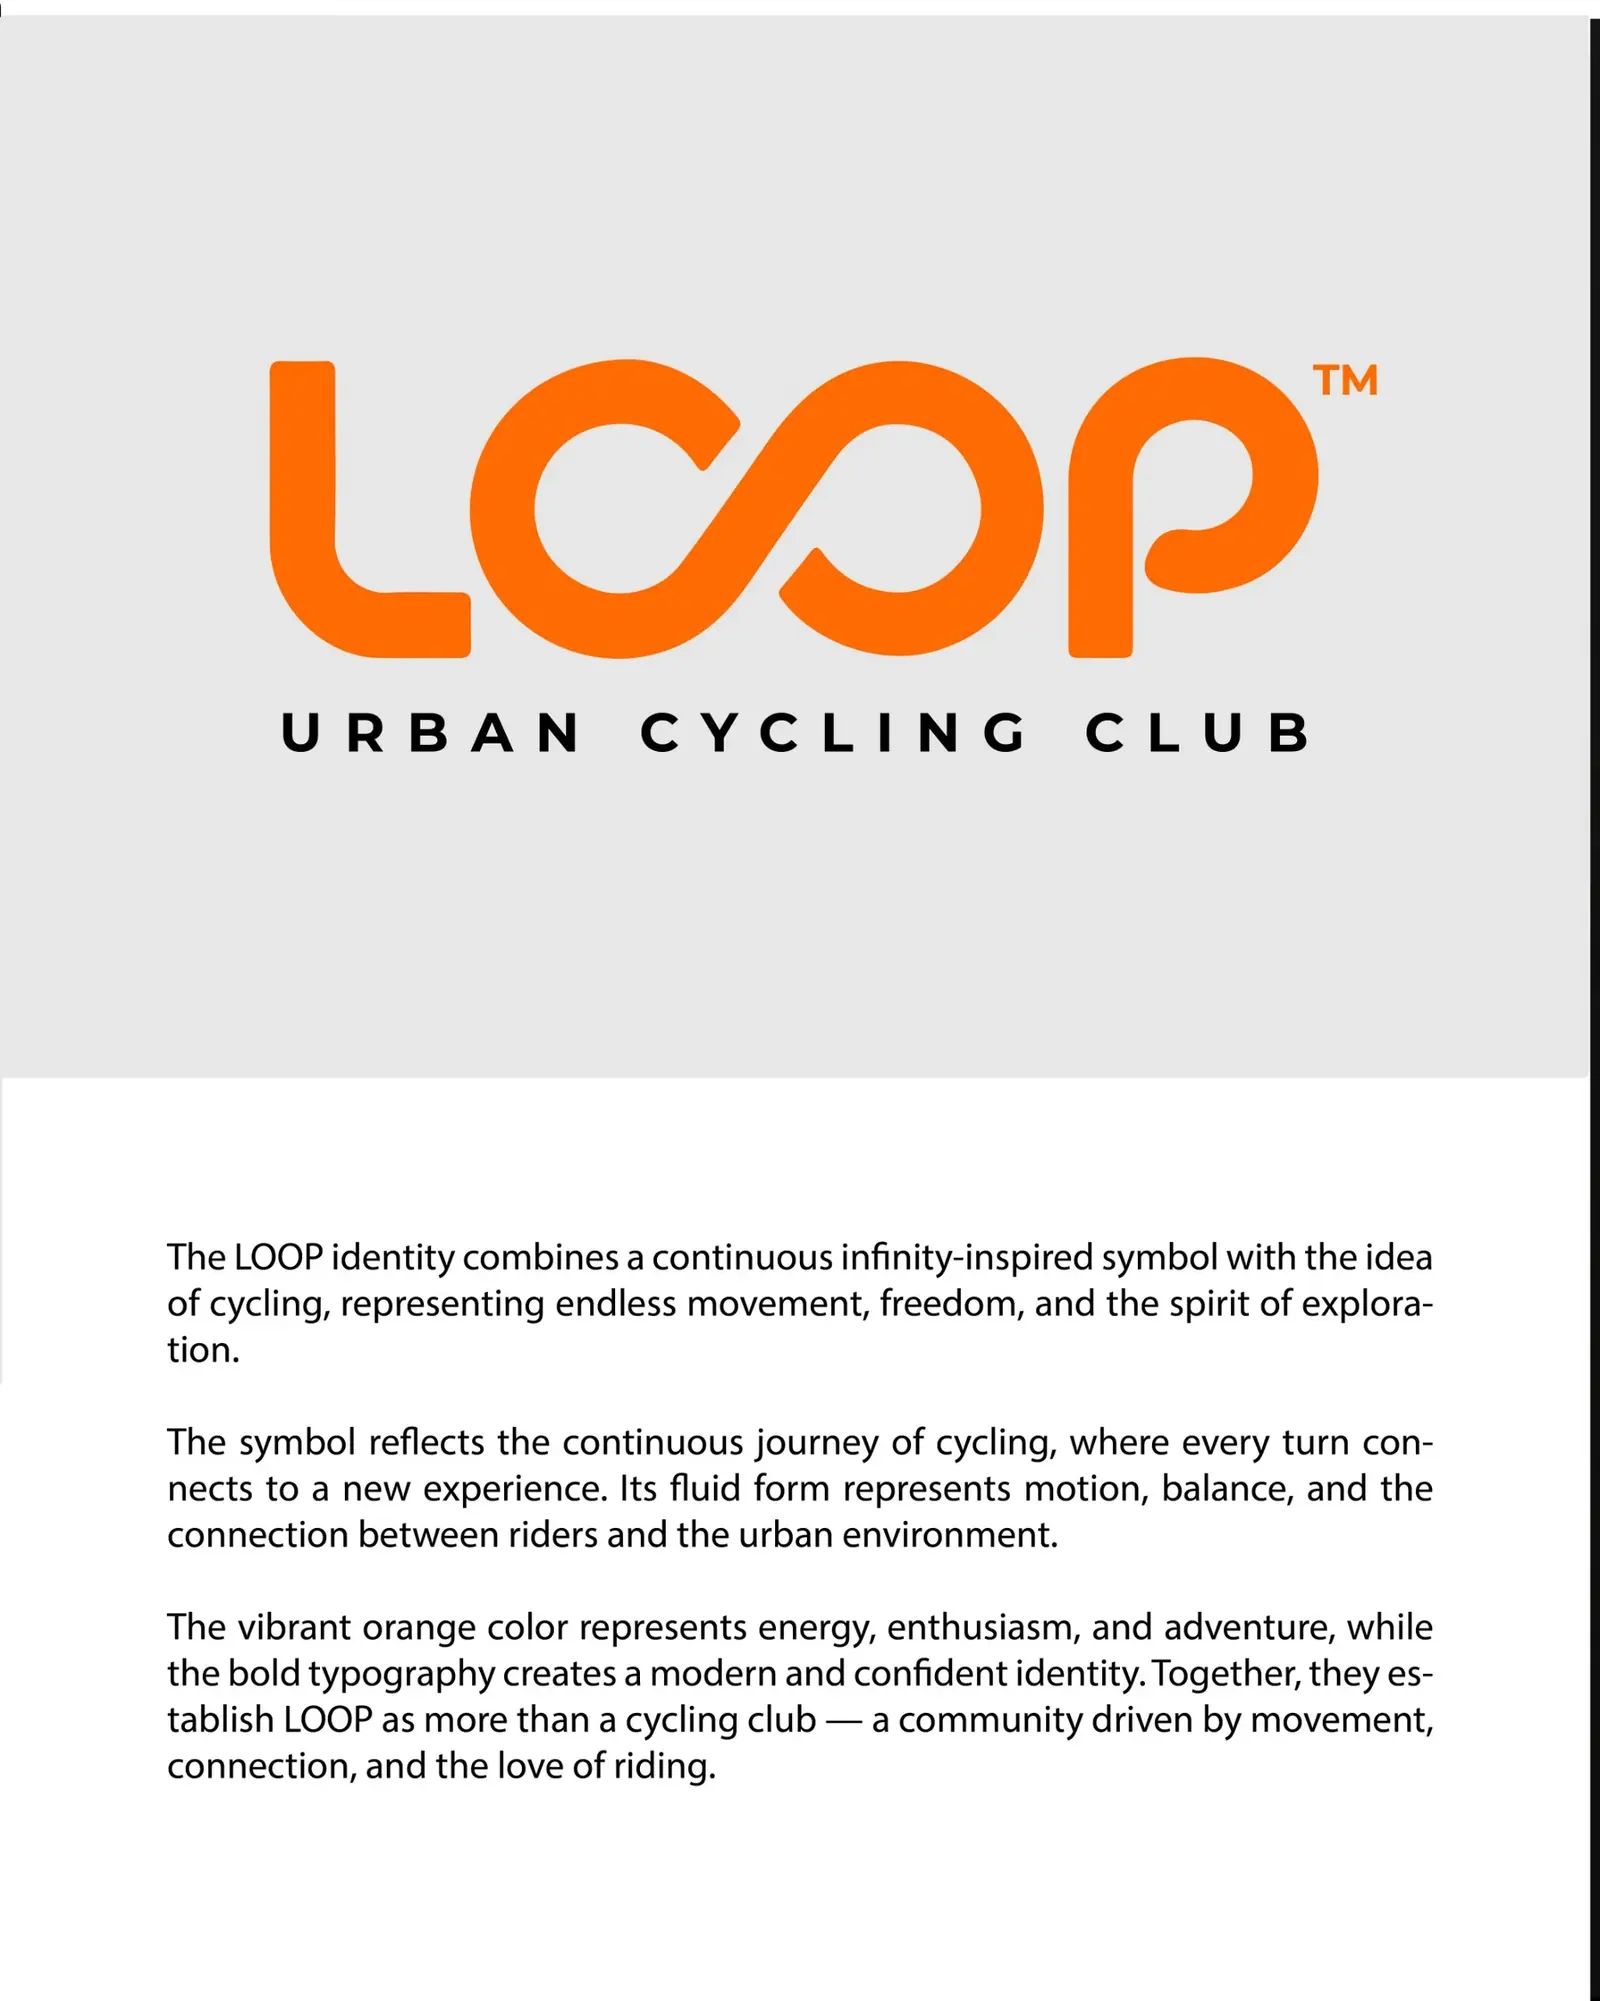 LOOP™
URBAN CYCLING CLUB
The LOOP identity combines a continuous infinity-inspired symbol with the idea
of cycling, representing endless movement, freedom, and the spirit of explora-
tion.
The symbol reflects the continuous journey of cycling, where every turn con-
nects to a new experience. Its fluid form represents motion, balance, and the
connection between riders and the urban environment.
The vibrant orange color represents energy, enthusiasm, and adventure, while
the bold typography creates a modern and confident identity. Together, they es-
tablish LOOP as more than a cycling club — a community driven by movement,
connection, and the love of riding.